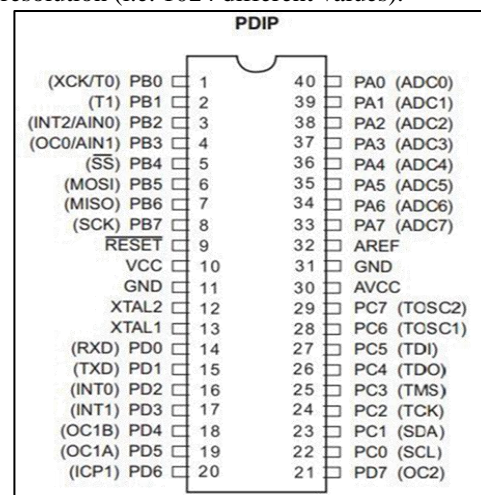 resolution (i.e. 1024 different values).
PDIP
(XCK/T0) PB0 1 40 PA0 (ADC0)
(T1) PB1 2 39 PA1 (ADC1)
(INT2/AIN0) PB2 3 38 PA2 (ADC2)
(OC0/AIN1) PB3 4 37 PA3 (ADC3)
(SS) PB4 5 36 PA4 (ADC4)
(MOSI) PB5 6 35 PA5 (ADC5)
(MISO) PB6 7 34 PA6 (ADC6)
(SCK) PB7 8 33 PA7 (ADC7)
RESET 9 32 AREF
VCC 10 31 GND
GND 11 30 AVCC
XTAL2 12 29 PC7 (TOSC2)
XTAL1 13 28 PC6 (TOSC1)
(RXD) PD0 14 27 PC5 (TDI)
(TXD) PD1 15 26 PC4 (TDO)
(INT0) PD2 16 25 PC3 (TMS)
(INT1) PD3 17 24 PC2 (TCK)
(OC1B) PD4 18 23 PC1 (SDA)
(OC1A) PD5 19 22 PC0 (SCL)
(ICP1) PD6 20 21 PD7 (OC2)